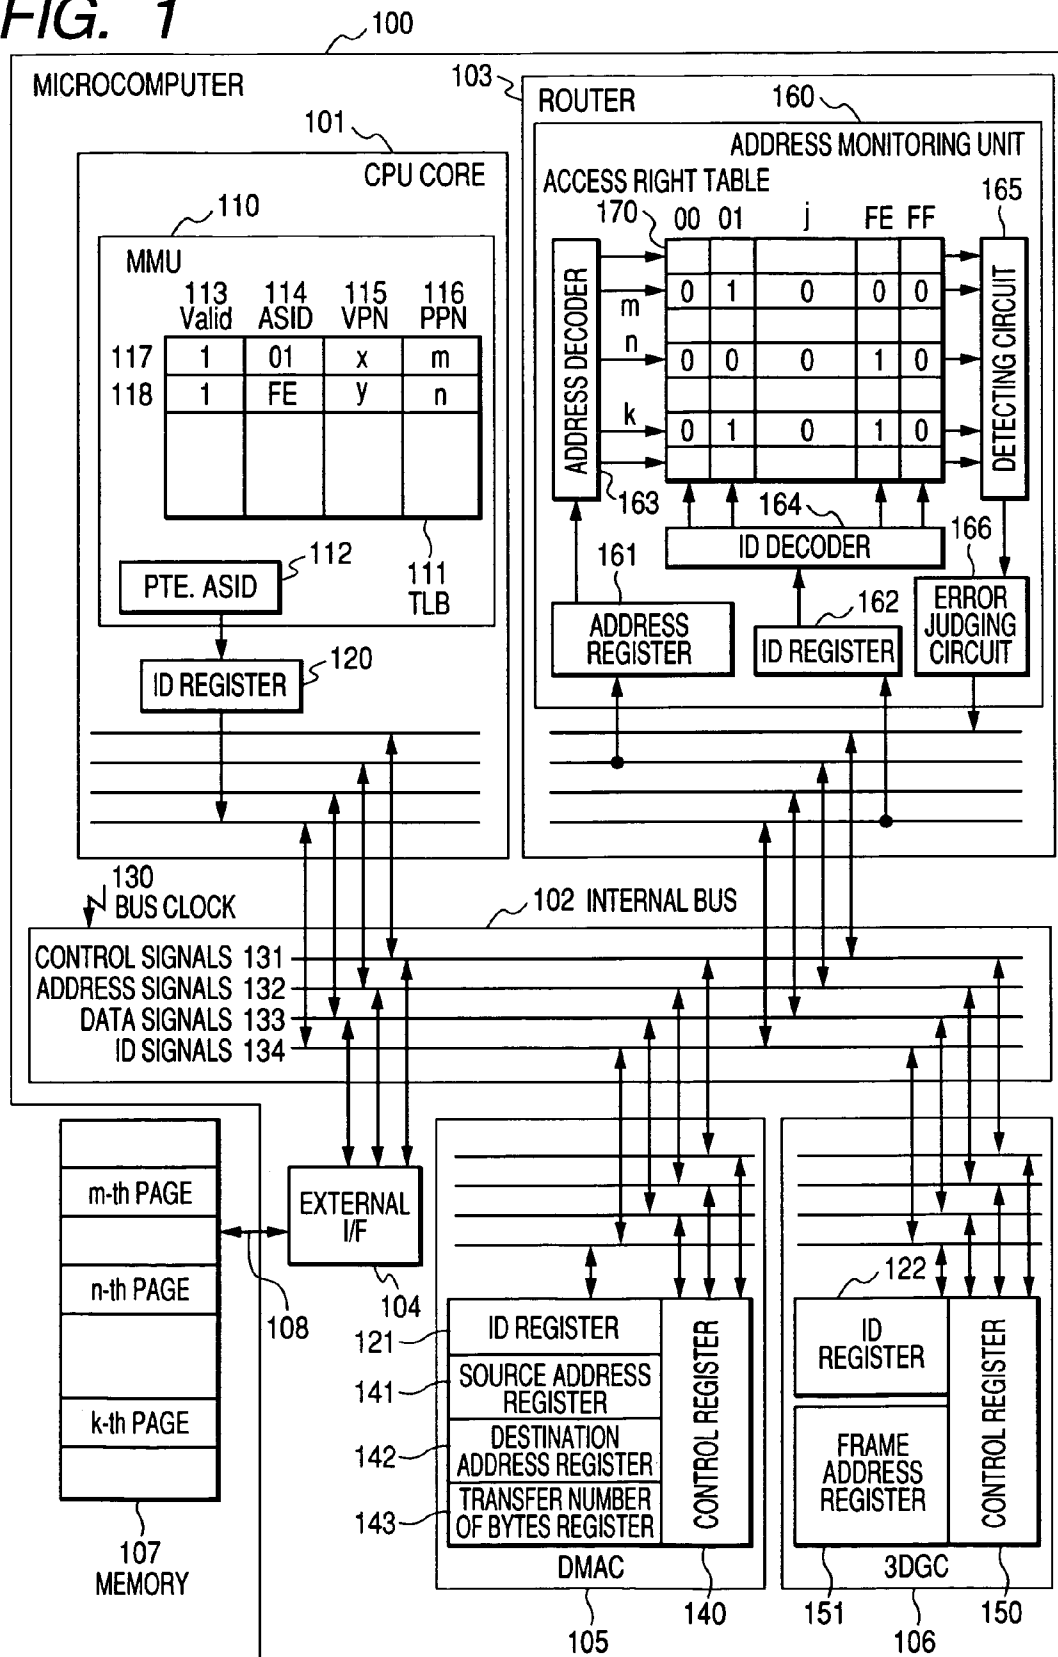 FIG. 1
100
MICROCOMPUTER
101
CPU CORE
110
MMU
113 114 115 116
Valid ASID VPN PPN
117 1 01 x m
118 1 FE y n
PTE. ASID
112
111
TLB
ID REGISTER
120
103
ROUTER
160
ADDRESS MONITORING UNIT
ACCESS RIGHT TABLE
165
170 00 01 j FE FF
ADDRESS DECODER
163
m 0 1 0 0 0
n 0 0 0 1 0
k 0 1 0 1 0
DETECTING CIRCUIT
164
ID DECODER
166
161
ADDRESS
REGISTER
162
ID REGISTER
ERROR
JUDGING
CIRCUIT
130
BUS CLOCK
102 INTERNAL BUS
CONTROL SIGNALS 131
ADDRESS SIGNALS 132
DATA SIGNALS 133
ID SIGNALS 134
m-th PAGE
n-th PAGE
k-th PAGE
107
MEMORY
108
EXTERNAL
I/F
104
121
ID REGISTER
141
SOURCE ADDRESS
REGISTER
142
DESTINATION
ADDRESS REGISTER
143
TRANSFER NUMBER
OF BYTES REGISTER
CONTROL REGISTER
DMAC
105
140
122
ID
REGISTER
FRAME
ADDRESS
REGISTER
CONTROL REGISTER
3DGC
151
106
150